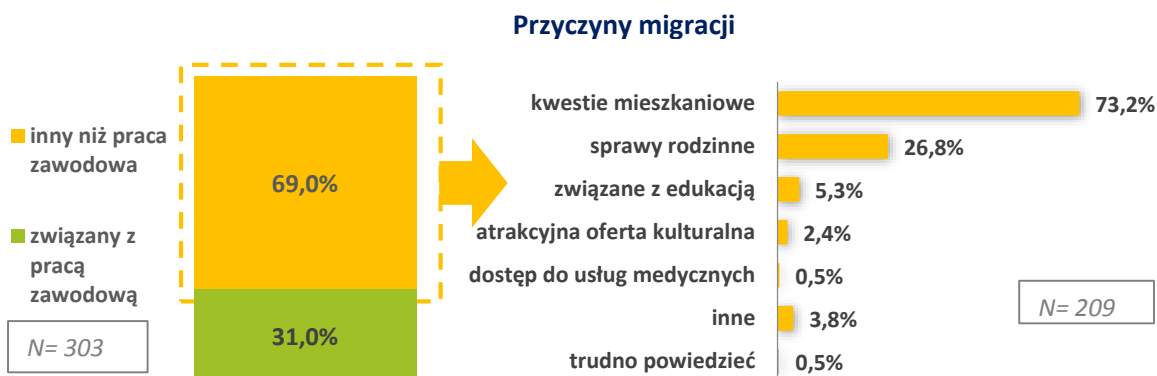 Przyczyny migracji
inny niż praca
zawodowa
związany z
pracą
zawodową
N= 303
69,0%
31,0%
kwestie mieszkaniowe 73,2%
sprawy rodzinne 26,8%
związane z edukacją 5,3%
atrakcyjna oferta kulturalna 2,4%
dostęp do usług medycznych 0,5%
inne 3,8%
trudno powiedzieć 0,5%
N= 209